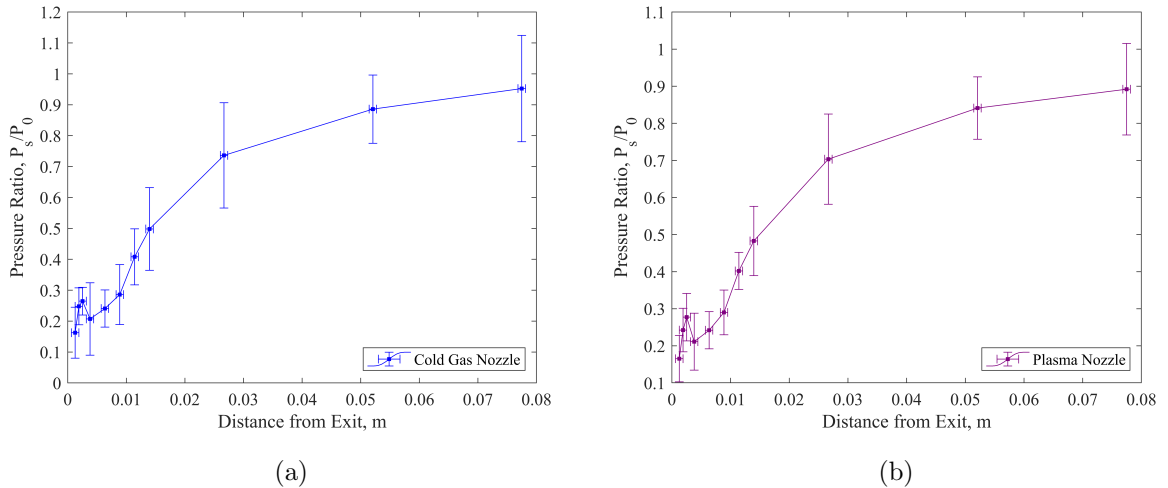 1.2
1.1
1
0.9
0.8
0.7
0.6
0.5
0.4
0.3
0.2
0.1
0
Pressure Ratio, P_s/P_0
0 0.01 0.02 0.03 0.04 0.05 0.06 0.07 0.08
Distance from Exit, m
Cold Gas Nozzle
(a)
1.1
1
0.9
0.8
0.7
0.6
0.5
0.4
0.3
0.2
0.1
Pressure Ratio, P_s/P_0
0 0.01 0.02 0.03 0.04 0.05 0.06 0.07 0.08
Distance from Exit, m
Plasma Nozzle
(b)